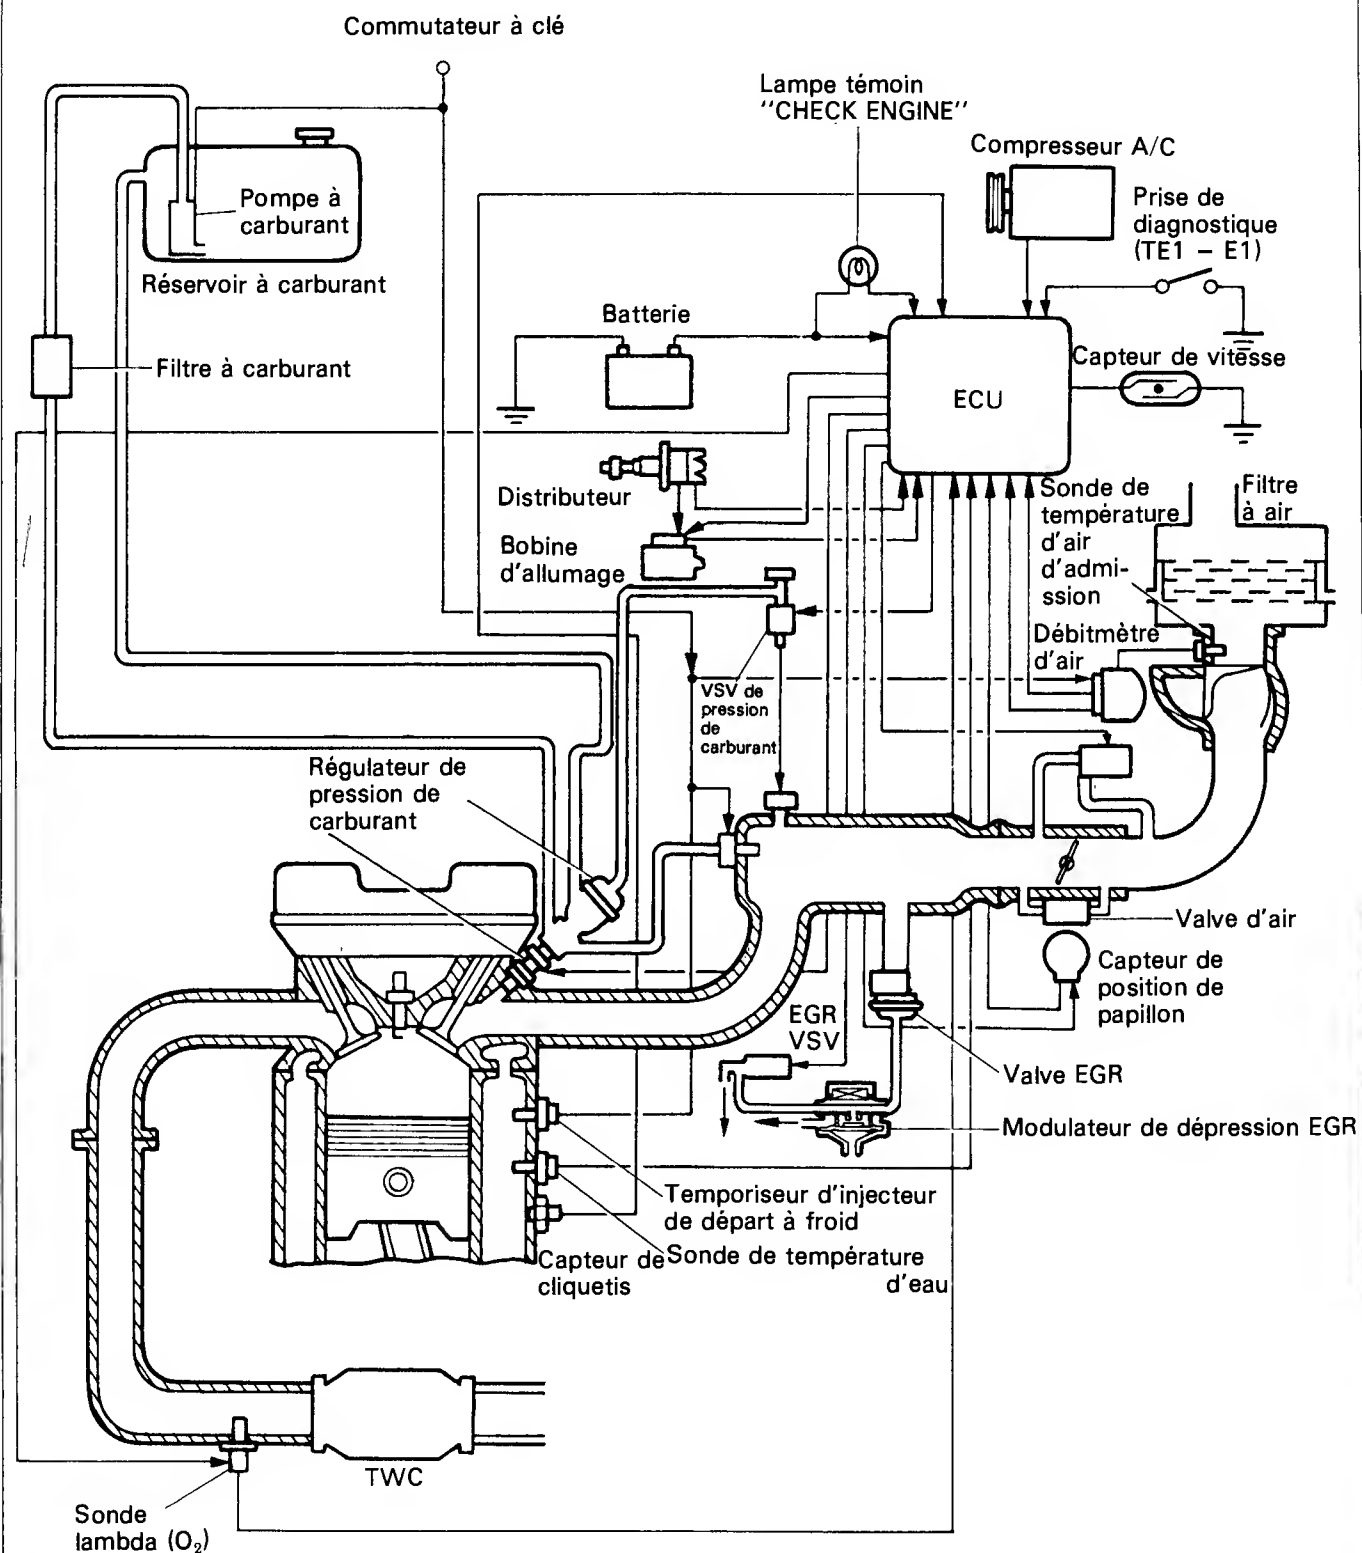 Commutateur à clé
Lampe témoin
"CHECK ENGINE"
Compresseur A/C
Prise de
diagnostique
(TE1 – E1)
Pompe à
carburant
Réservoir à carburant
Batterie
Filtre à carburant
Capteur de vitesse
ECU
Distributeur
Sonde de
température
d'air
d'admi-
ssion
Filtre
à air
Bobine
d'allumage
Débitmètre
d'air
VSV de
pression
de
carburant
Régulateur de
pression de
carburant
Valve d'air
Capteur de
position de
papillon
EGR
VSV
Valve EGR
Modulateur de dépression EGR
Temporiseur d'injecteur
de départ à froid
Capteur de
cliquetis
Sonde de température
d'eau
TWC
Sonde
lambda (O₂)